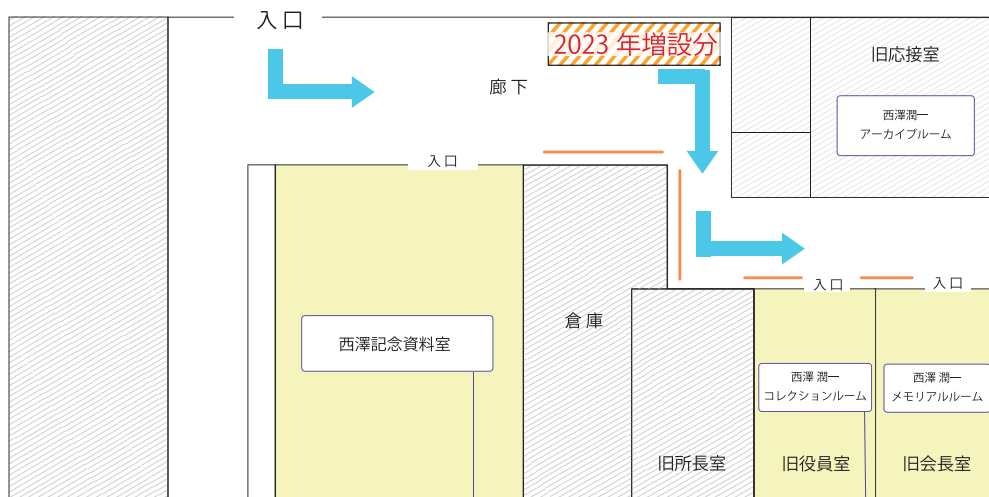 入口
2023 年増設分
廊下
旧応接室
西澤潤一
アーカイブルーム
入口
入口
入口
倉庫
西澤記念資料室
西澤 潤一
コレクションルーム
西澤 潤一
メモリアルルーム
旧所長室
旧役員室
旧会長室